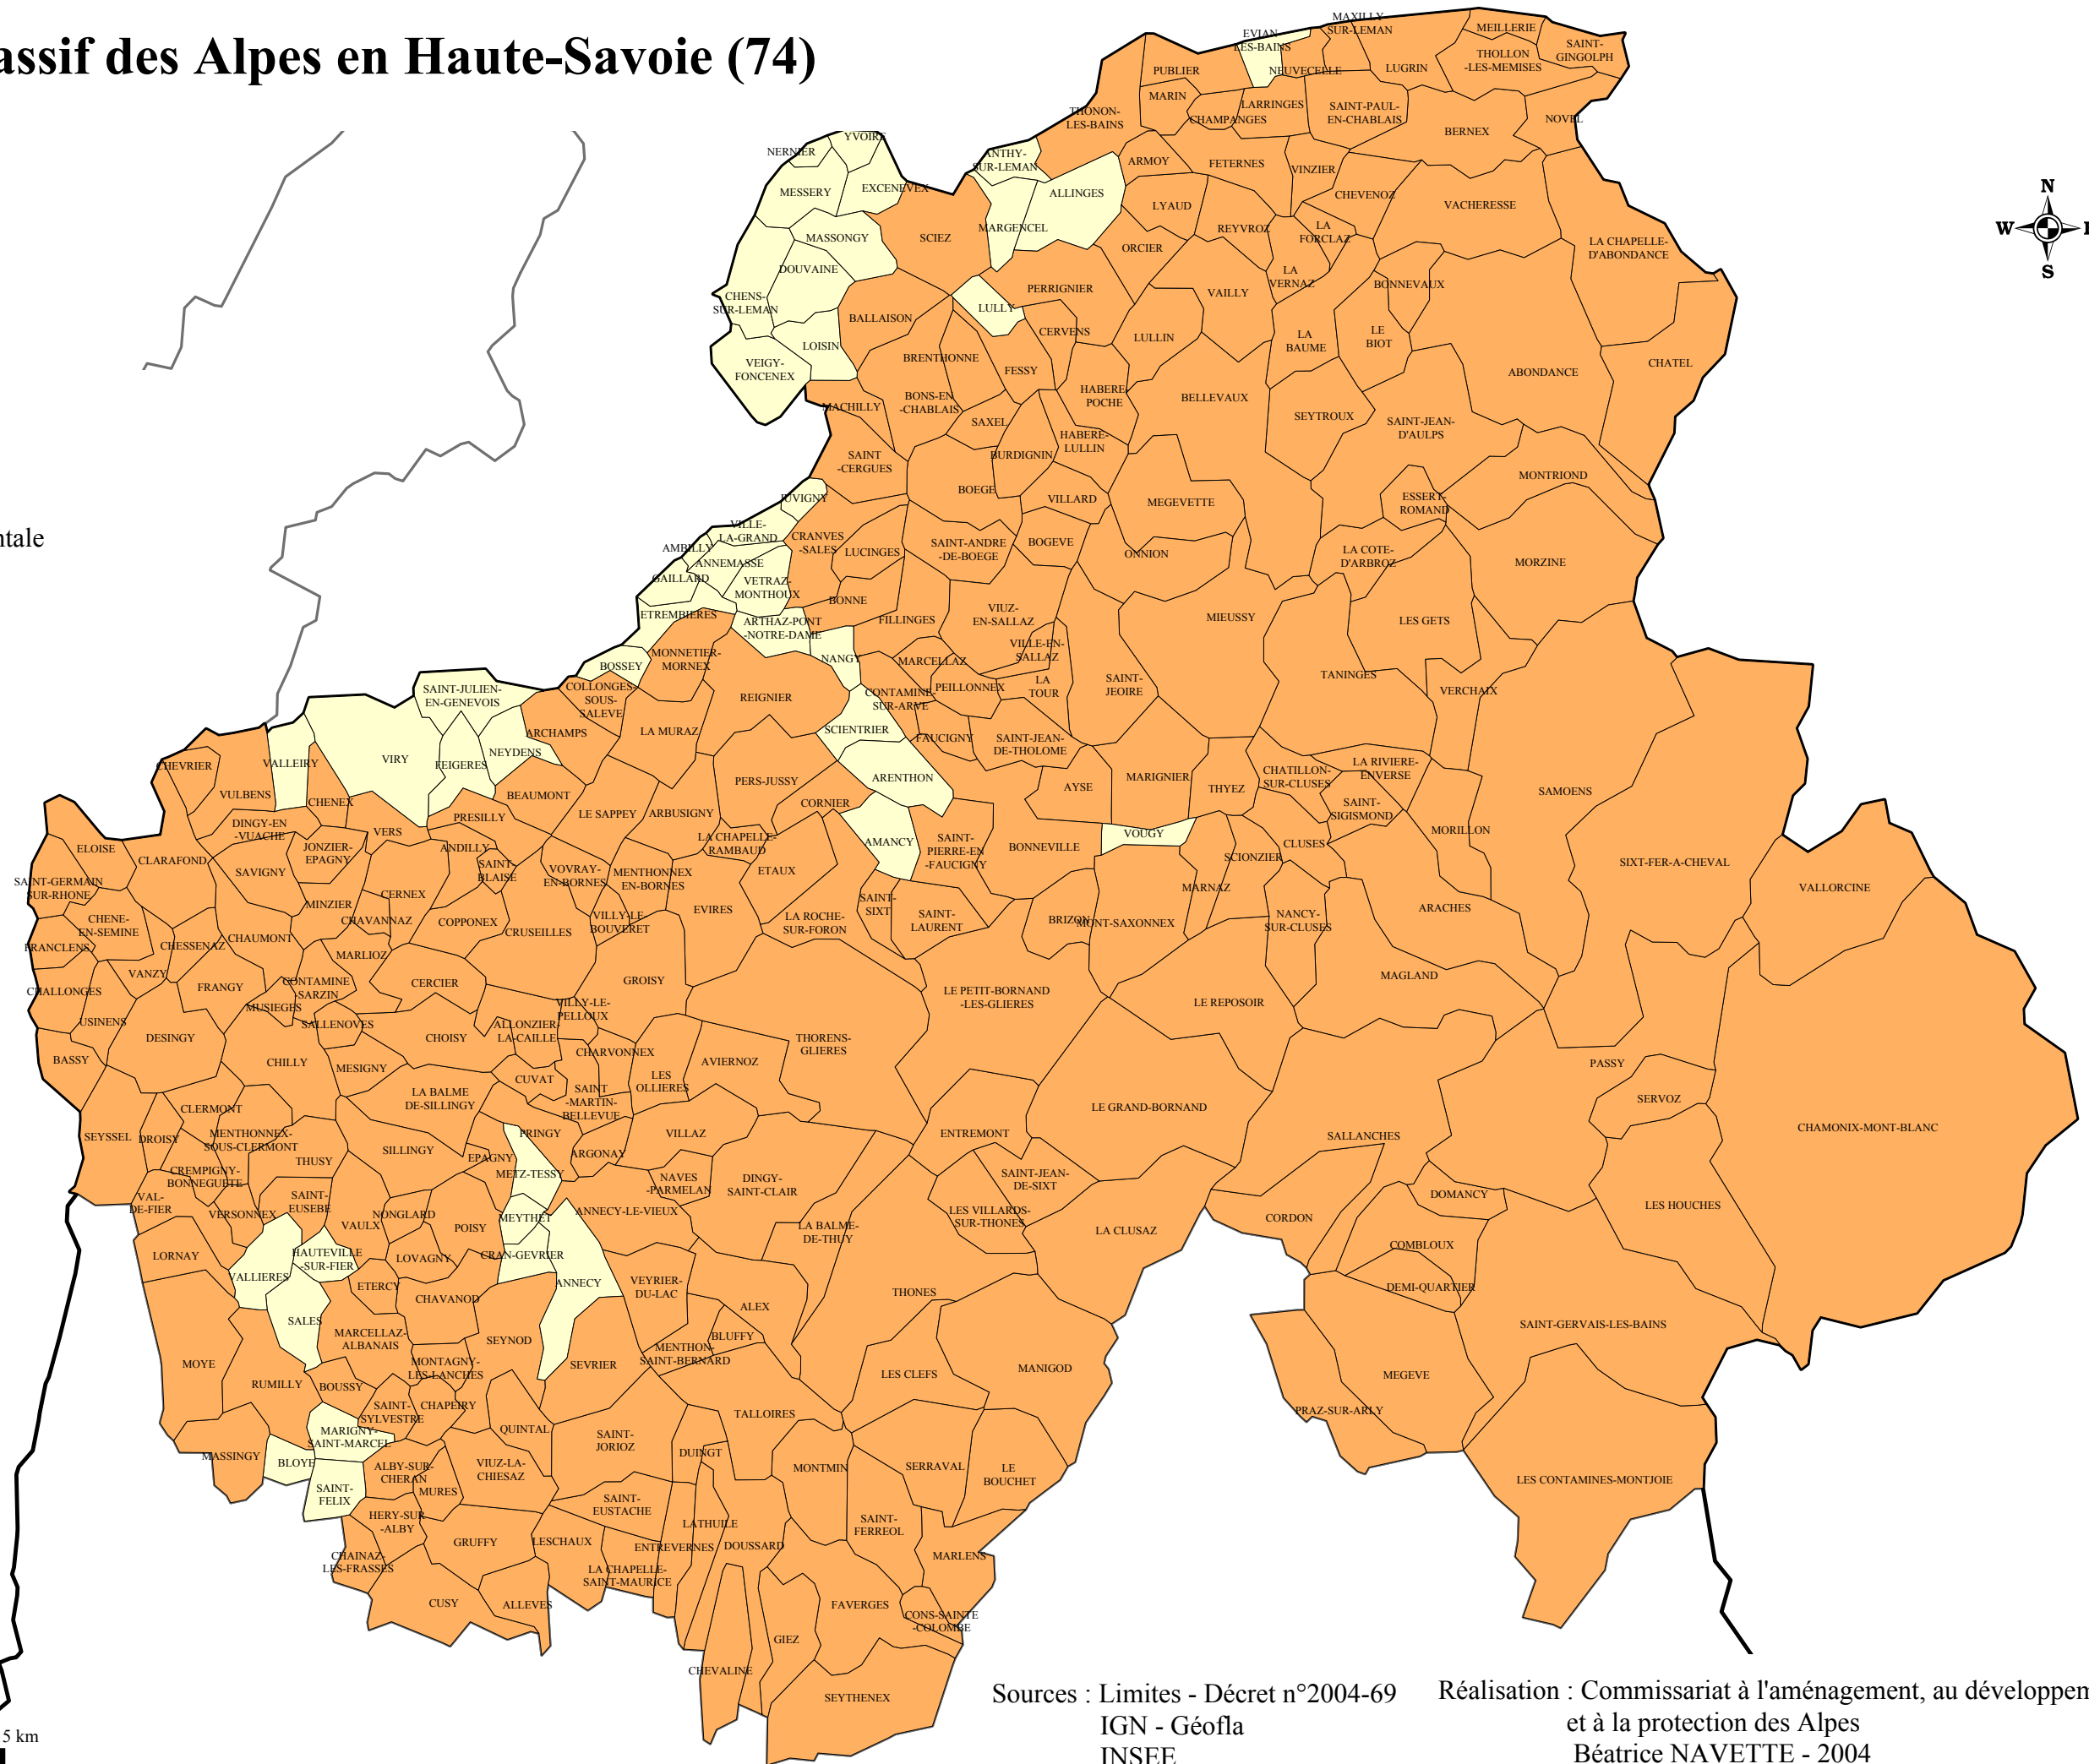 assif des Alpes en Haute-Savoie (74)
ntale
N
W
S
EVIAN
LES-BAINS
MAXILLY
SUR-LEMAN
MEILLERIE
THOLLON
-LES-MEMISES
SAINT-
GINGOLPH
PUBLIER
NEUVECELLE
LUGRIN
MARIN
CHAMPANGES
LARRINGES
SAINT-PAUL-
EN-CHABLAIS
BERNEX
NOVEL
THONON-
LES-BAINS
YVOIRE
NERNIER
MESSERY
EXCENEVEX
ANTHY-
SUR-LEMAN
ALLINGES
ARMOY
FETERNES
VINZIER
CHEVENOZ
VACHERESSE
LA CHAPELLE-
D'ABONDANCE
MASSONGY
SCIEZ
MARGENCEL
LYAUD
REYVROZ
LA
FORCLAZ
ORCIER
DOUVAINE
CHENS-
SUR-LEMAN
LULLY
PERRIGNIER
VAILLY
LA
VERNAZ
BONNEVAUX
BALLAISON
CERVENS
LULLIN
LA
BAUME
LE
BIOT
LOISIN
VEIGY-
FONCENEX
BRENTHONNE
FESSY
ABONDANCE
CHATEL
MACHILLY
BONS-EN
-CHABLAIS
HABERE
POCHE
BELLEVAUX
SEYTROUX
SAINT-JEAN-
D'AULPS
SAXEL
HABERE-
LULLIN
BURDIGNIN
SAINT
-CERGUES
BOEGE
VILLARD
MEGEVETTE
MONTRIOND
ESSERT-
ROMAND
JUVIGNY
VILLE-
LA-GRAND
CRANVES
-SALES
LUCINGES
SAINT-ANDRE
-DE-BOEGE
BOGEVE
ONNION
LA COTE-
D'ARBROZ
MORZINE
AMBILLY
ANNEMASSE
GAILLARD
VETRAZ-
MONTHOUX
BONNE
ETREMBIERES
ARTHAZ-PONT
-NOTRE-DAME
FILLINGES
VIUZ-
EN-SALLAZ
MIEUSSY
LES GETS
VILLE-EN-
SALLAZ
BOSSEY
MONNETIER-
MORNEX
NANGY
MARCELLAZ
TANINGES
VERCHAIX
SAINT-JULIEN-
EN-GENEVOIS
COLLONGES-
SOUS-
SALEVE
REIGNIER
CONTAMINE-
SUR-ARVE
PEILLONNEX
LA
TOUR
SAINT-
JEOIRE
ARCHAMPS
LA MURAZ
SCIENTRIER
FAUCIGNY
SAINT-JEAN-
DE-THOLOME
VIRY
FEIGERES
NEYDENS
CHEVRIER
VALLEIRY
VULBENS
CHENEX
BEAUMONT
PERS-JUSSY
ARENTHON
AYSE
MARIGNIER
THYEZ
CHATILLON-
SUR-CLUSES
LA RIVIERE-
ENVERSE
SAMOENS
PRESILLY
LE SAPPEY
ARBUSIGNY
CORNIER
SAINT-
SIGISMOND
MORILLON
DINGY-EN
-VUACHE
VERS
JONZIER-
EPAGNY
ANDILLY
SAINT-
BLAISE
LA CHAPELLE-
RAMBAUD
AMANCY
SAINT-
PIERRE-EN
-FAUCIGNY
BONNEVILLE
VOUGY
SCIONZIER
CLUSES
SIXT-FER-A-CHEVAL
VALLORCINE
ELOISE
CLARAFOND
SAVIGNY
VOVRAY-
EN-BORNES
MENTHONNEX
EN-BORNES
ETAUX
MARNAZ
SAINT-GERMAIN
SUR-RHONE
MINZIER
CERNEX
SAINT-
SIXT
SAINT-
LAURENT
BRIZON
MONT-SAXONNEX
NANCY-
SUR-CLUSES
ARACHES
CHENE-
EN-SEMINE
CHAVANNAZ
COPPONEX
CRUSEILLES
VILLY-LE-
BOUVERET
EVIRES
LA ROCHE-
SUR-FORON
FRANCLENS
CHESSENAZ
CHAUMONT
MARLIOZ
VANZY
FRANGY
CONTAMINE
-SARZIN
CERCIER
GROISY
MAGLAND
CHALLONGES
MUSIEGES
LE PETIT-BORNAND
-LES-GLIERES
LE REPOSOIR
USINENS
DESINGY
SALLENOVES
CHOISY
ALLONZIER-
LA-CAILLE
VILLY-LE-
PELLOUX
THORENS-
GLIERES
BASSY
CHILLY
MESIGNY
CHARVONNEX
AVIERNOZ
PASSY
CUVAT
LES
OLLIERES
SERVOZ
LA BALME
DE-SILLINGY
SAINT
-MARTIN-
BELLEVUE
CLERMONT
LE GRAND-BORNAND
CHAMONIX-MONT-BLANC
SEYSSEL
DROISY
MENTHONNEX-
SOUS-CLERMONT
PRINGY
VILLAZ
ENTREMONT
SALLANCHES
SILLINGY
EPAGNY
ARGONAY
THUSY
CREMPIGNY-
BONNEGUETE
METZ-TESSY
NAVES
-PARMELAN
DINGY-
SAINT-CLAIR
SAINT-JEAN-
DE-SIXT
DOMANCY
LES HOUCHES
VAL-
DE-FIER
VERSONNEX
SAINT-
EUSEBE
VAULX
NONGLARD
POISY
MEYTHET
ANNECY-LE-VIEUX
LES VILLARDS-
SUR-THONES
LA BALME-
DE-THUY
LA CLUSAZ
CORDON
COMBLOUX
LORNAY
HAUTEVILLE
-SUR-FIER
LOVAGNY
CRAN-GEVRIER
VALLIERES
ETERCY
ANNECY
VEYRIER-
DU-LAC
THONES
DEMI-QUARTIER
CHAVANOD
ALEX
SALES
SAINT-GERVAIS-LES-BAINS
MARCELLAZ-
ALBANAIS
SEYNOD
BLUFFY
MOYE
MONTAGNY-
LES-LANCHES
SEVRIER
MENTHON-
SAINT-BERNARD
LES CLEFS
MANIGOD
MEGEVE
RUMILLY
BOUSSY
SAINT-
SYLVESTRE
CHAPEIRY
TALLOIRES
PRAZ-SUR-ARLY
QUINTAL
MARIGNY-
SAINT-MARCEL
SAINT-
JORIOZ
MASSINGY
BLOYE
ALBY-SUR-
CHERAN
VIUZ-LA-
CHIESAZ
DUINGT
MONTMIN
SERRAVAL
LE
BOUCHET
LES CONTAMINES-MONTJOIE
SAINT-
FELIX
MURES
SAINT-
EUSTACHE
HERY-SUR
-ALBY
LATHUILE
SAINT-
FERREOL
GRUFFY
LESCHAUX
ENTREVERNES
DOUSSARD
MARLENS
CHAINAZ-
LES-FRASSES
LA CHAPELLE-
SAINT-MAURICE
CUSY
ALLEVES
FAVERGES
CONS-SAINTE
-COLOMBE
GIEZ
CHEVALINE
SEYTHENEX
5 km
Sources : Limites - Décret n°2004-69
IGN - Géofla
INSEE
Réalisation : Commissariat à l'aménagement, au développem
et à la protection des Alpes
Béatrice NAVETTE - 2004